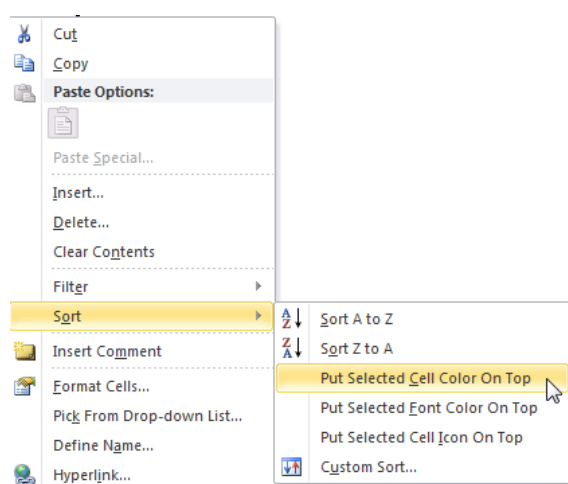 Cut
Copy
Paste Options:
Paste Special...
Insert...
Delete...
Clear Contents
Filter
Sort
Insert Comment
Format Cells...
Pick From Drop-down List...
Define Name...
Hyperlink...
A Z Sort A to Z
Z A Sort Z to A
Put Selected Cell Color On Top
Put Selected Font Color On Top
Put Selected Cell Icon On Top
Custom Sort...